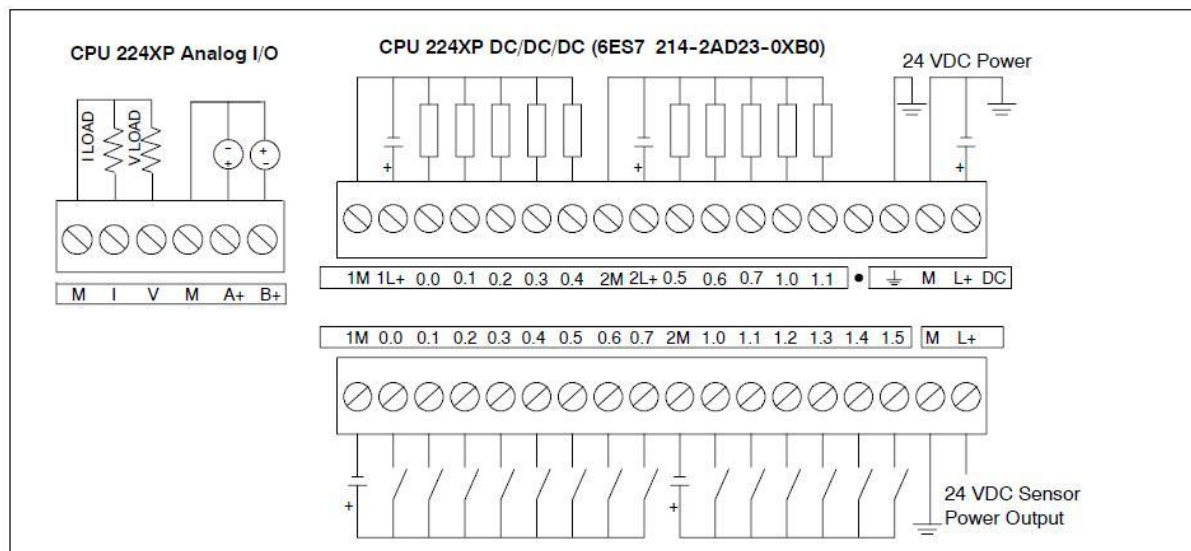 CPU 224XP Analog I/O
CPU 224XP DC/DC/DC (6ES7 214-2AD23-0XB0)
24 VDC Power
I LOAD
V LOAD
- + + -
+ + +
M I V M A+ B+
1M 1L+ 0.0 0.1 0.2 0.3 0.4 2M 2L+ 0.5 0.6 0.7 1.0 1.1 • ⏚ M L+ DC
1M 0.0 0.1 0.2 0.3 0.4 0.5 0.6 0.7 2M 1.0 1.1 1.2 1.3 1.4 1.5 M L+
+ +
24 VDC Sensor
Power Output